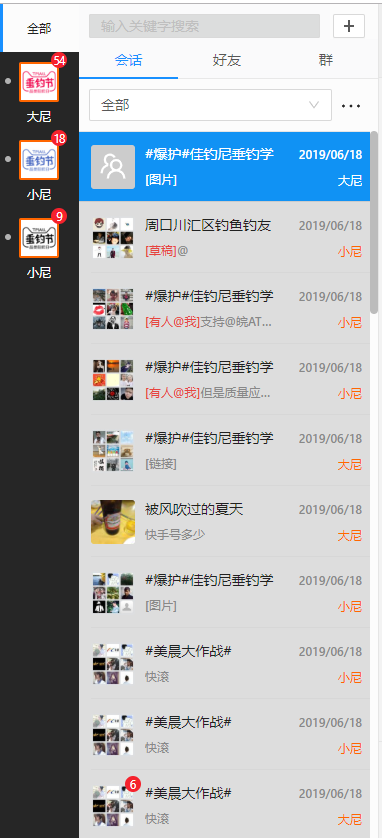 全部
输入关键字搜索
+
会话
好友
群
全部
54
TMALL
垂钓节
大尼
18
TMALL
垂钓节
小尼
9
TMALL
垂钓节
小尼
#爆护#佳钓尼垂钓学
2019/06/18
[图片]
大尼
周口川汇区钓鱼钓友
2019/06/18
[草稿]@
小尼
#爆护#佳钓尼垂钓学
2019/06/18
[有人@我]支持@皖AT...
小尼
#爆护#佳钓尼垂钓学
2019/06/18
[有人@我]但是质量应...
小尼
#爆护#佳钓尼垂钓学
2019/06/18
[链接]
大尼
被风吹过的夏天
2019/06/18
快手号多少
大尼
#爆护#佳钓尼垂钓学
2019/06/18
[图片]
小尼
#美晨大作战#
2019/06/18
快滚
小尼
#美晨大作战#
2019/06/18
快滚
小尼
6
#美晨大作战#
2019/06/18
快滚
大尼